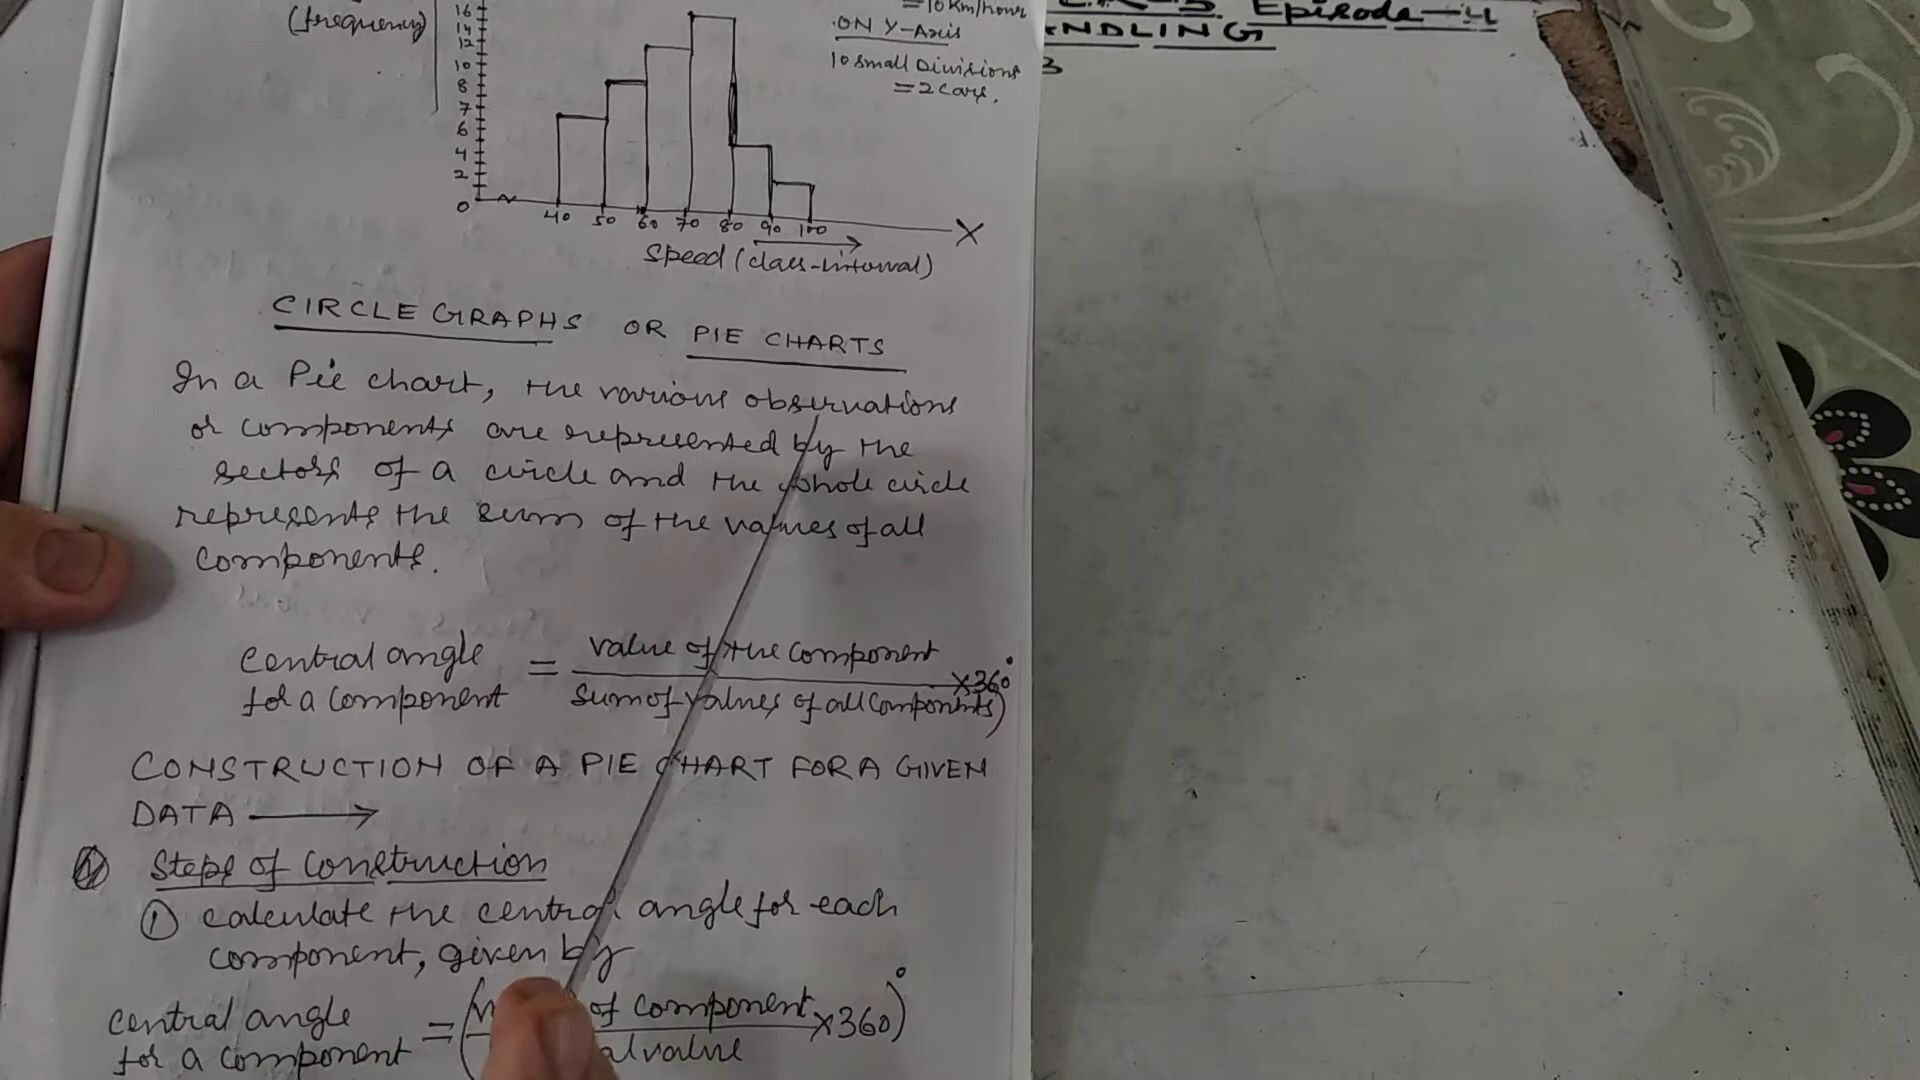 (frequency)
16
14
12
10
8
7
6
4
2
0
40 50 60 70 80 90 100
X
Speed (class-interval)
=10 Km/hour
ON Y-Axis
10 small Divisions
=2 cars.
Episode-4
NDLING
3
CIRCLE GRAPHS OR PIE CHARTS
In a Pie chart, the various observations
or components are represented by the
sectors of a circle and the whole circle
represents the sum of the values of all
components.
central angle for a component = value of the component / sum of values of all components) ×360°
CONSTRUCTION OF A PIE CHART FOR A GIVEN
DATA →
Steps of Construction
① calculate the central angle for each
component, given by
central angle for a component = ( of component / al value ×360)°